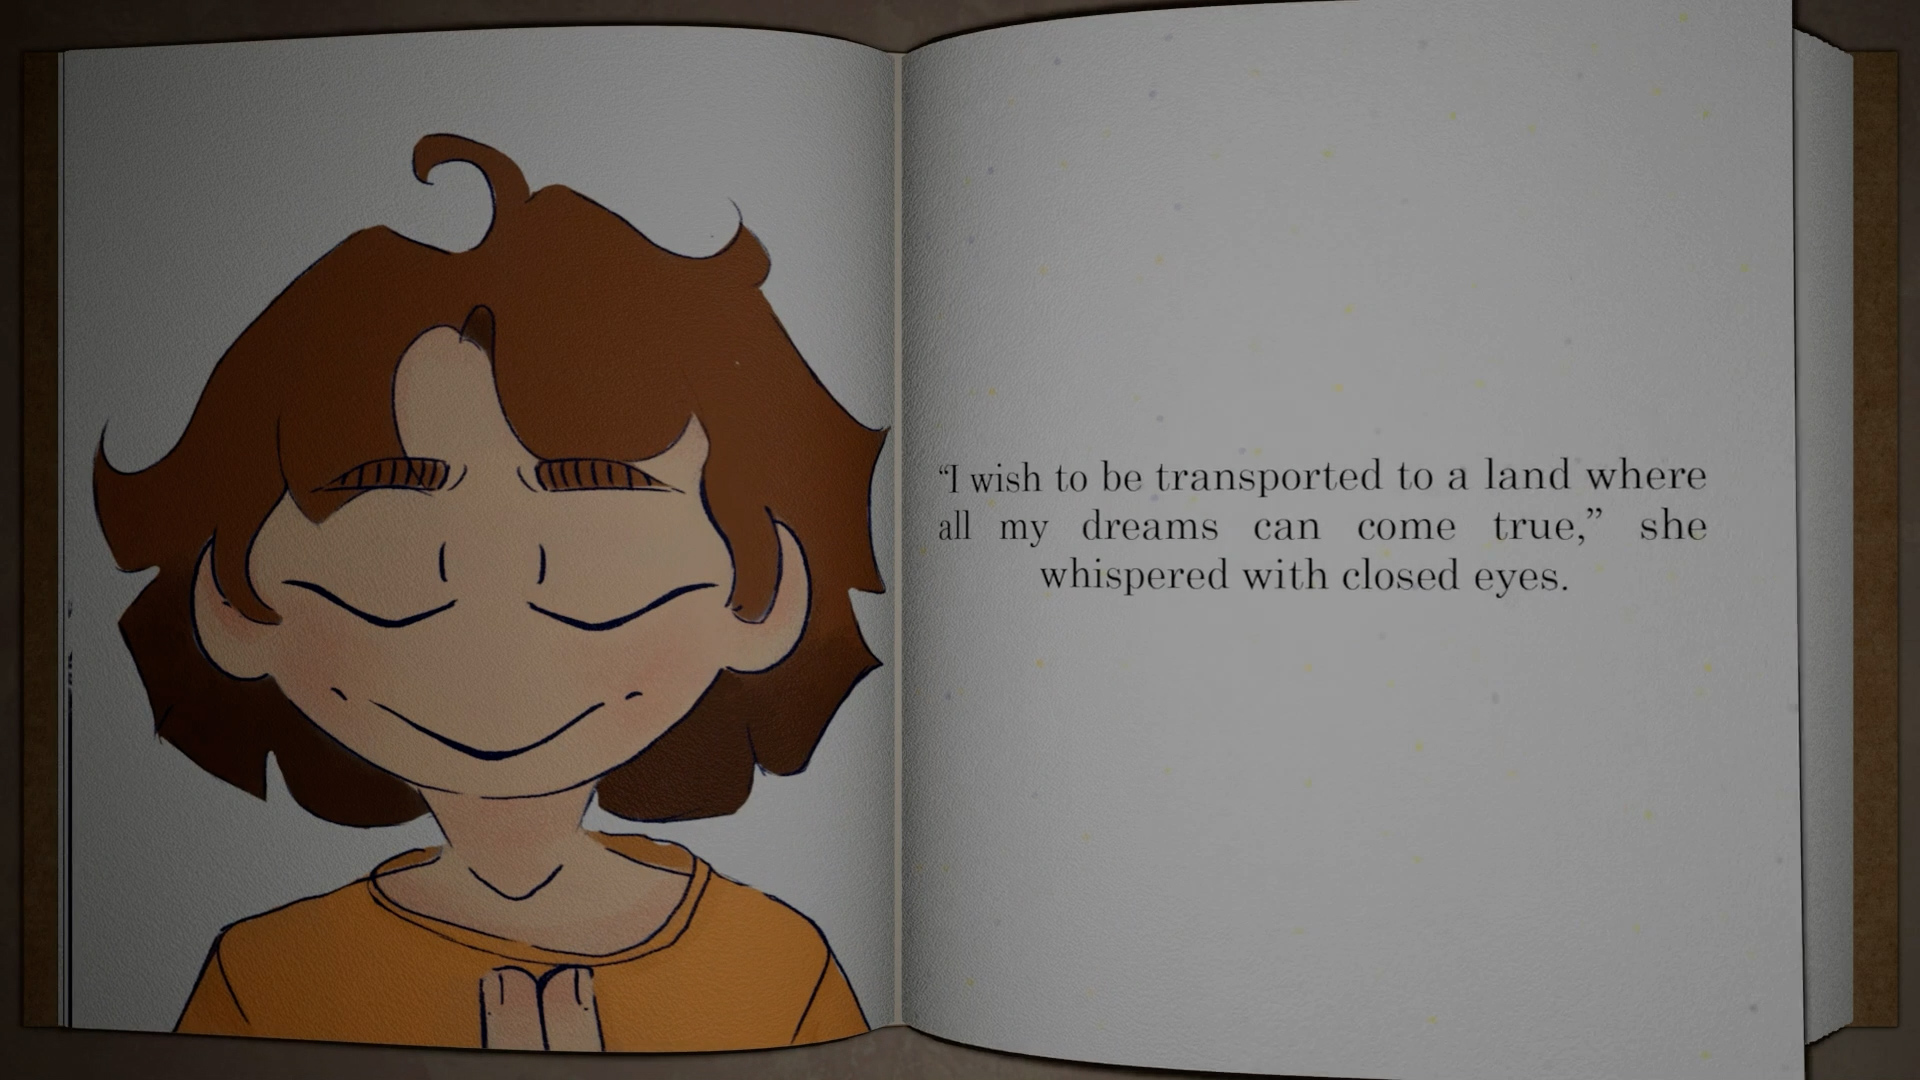 “I wish to be transported to a land where
all my dreams can come true,” she
whispered with closed eyes.